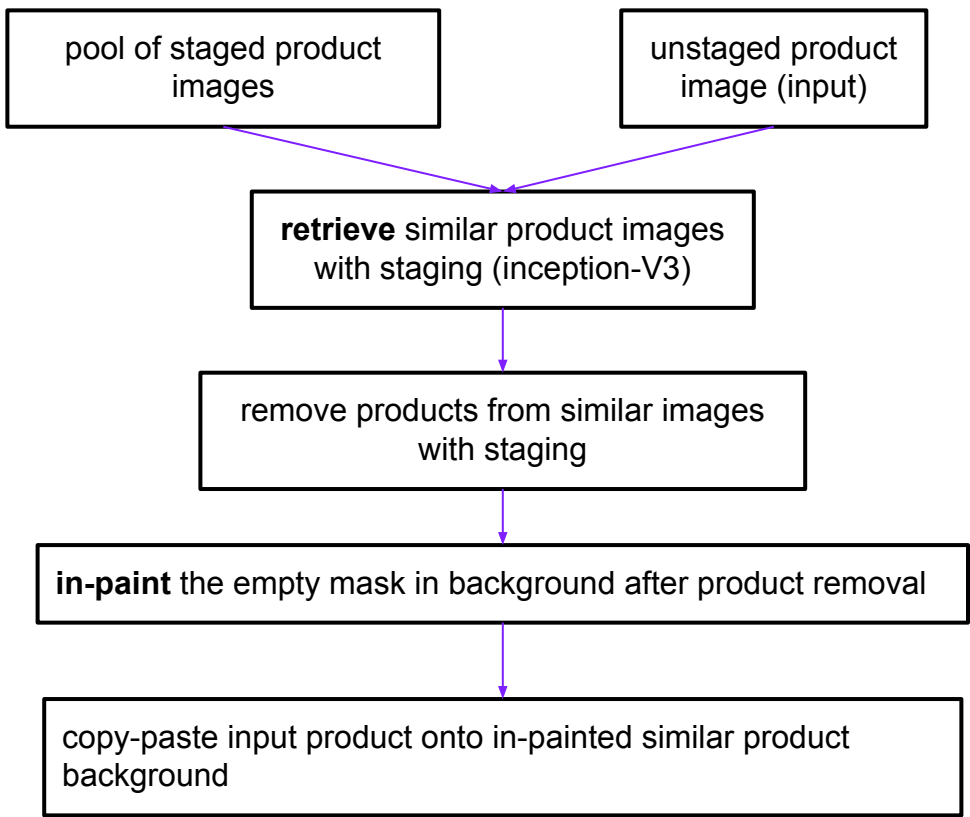 pool of staged product
images
unstaged product
image (input)
retrieve similar product images
with staging (inception-V3)
remove products from similar images
with staging
in-paint the empty mask in background after product removal
copy-paste input product onto in-painted similar product
background